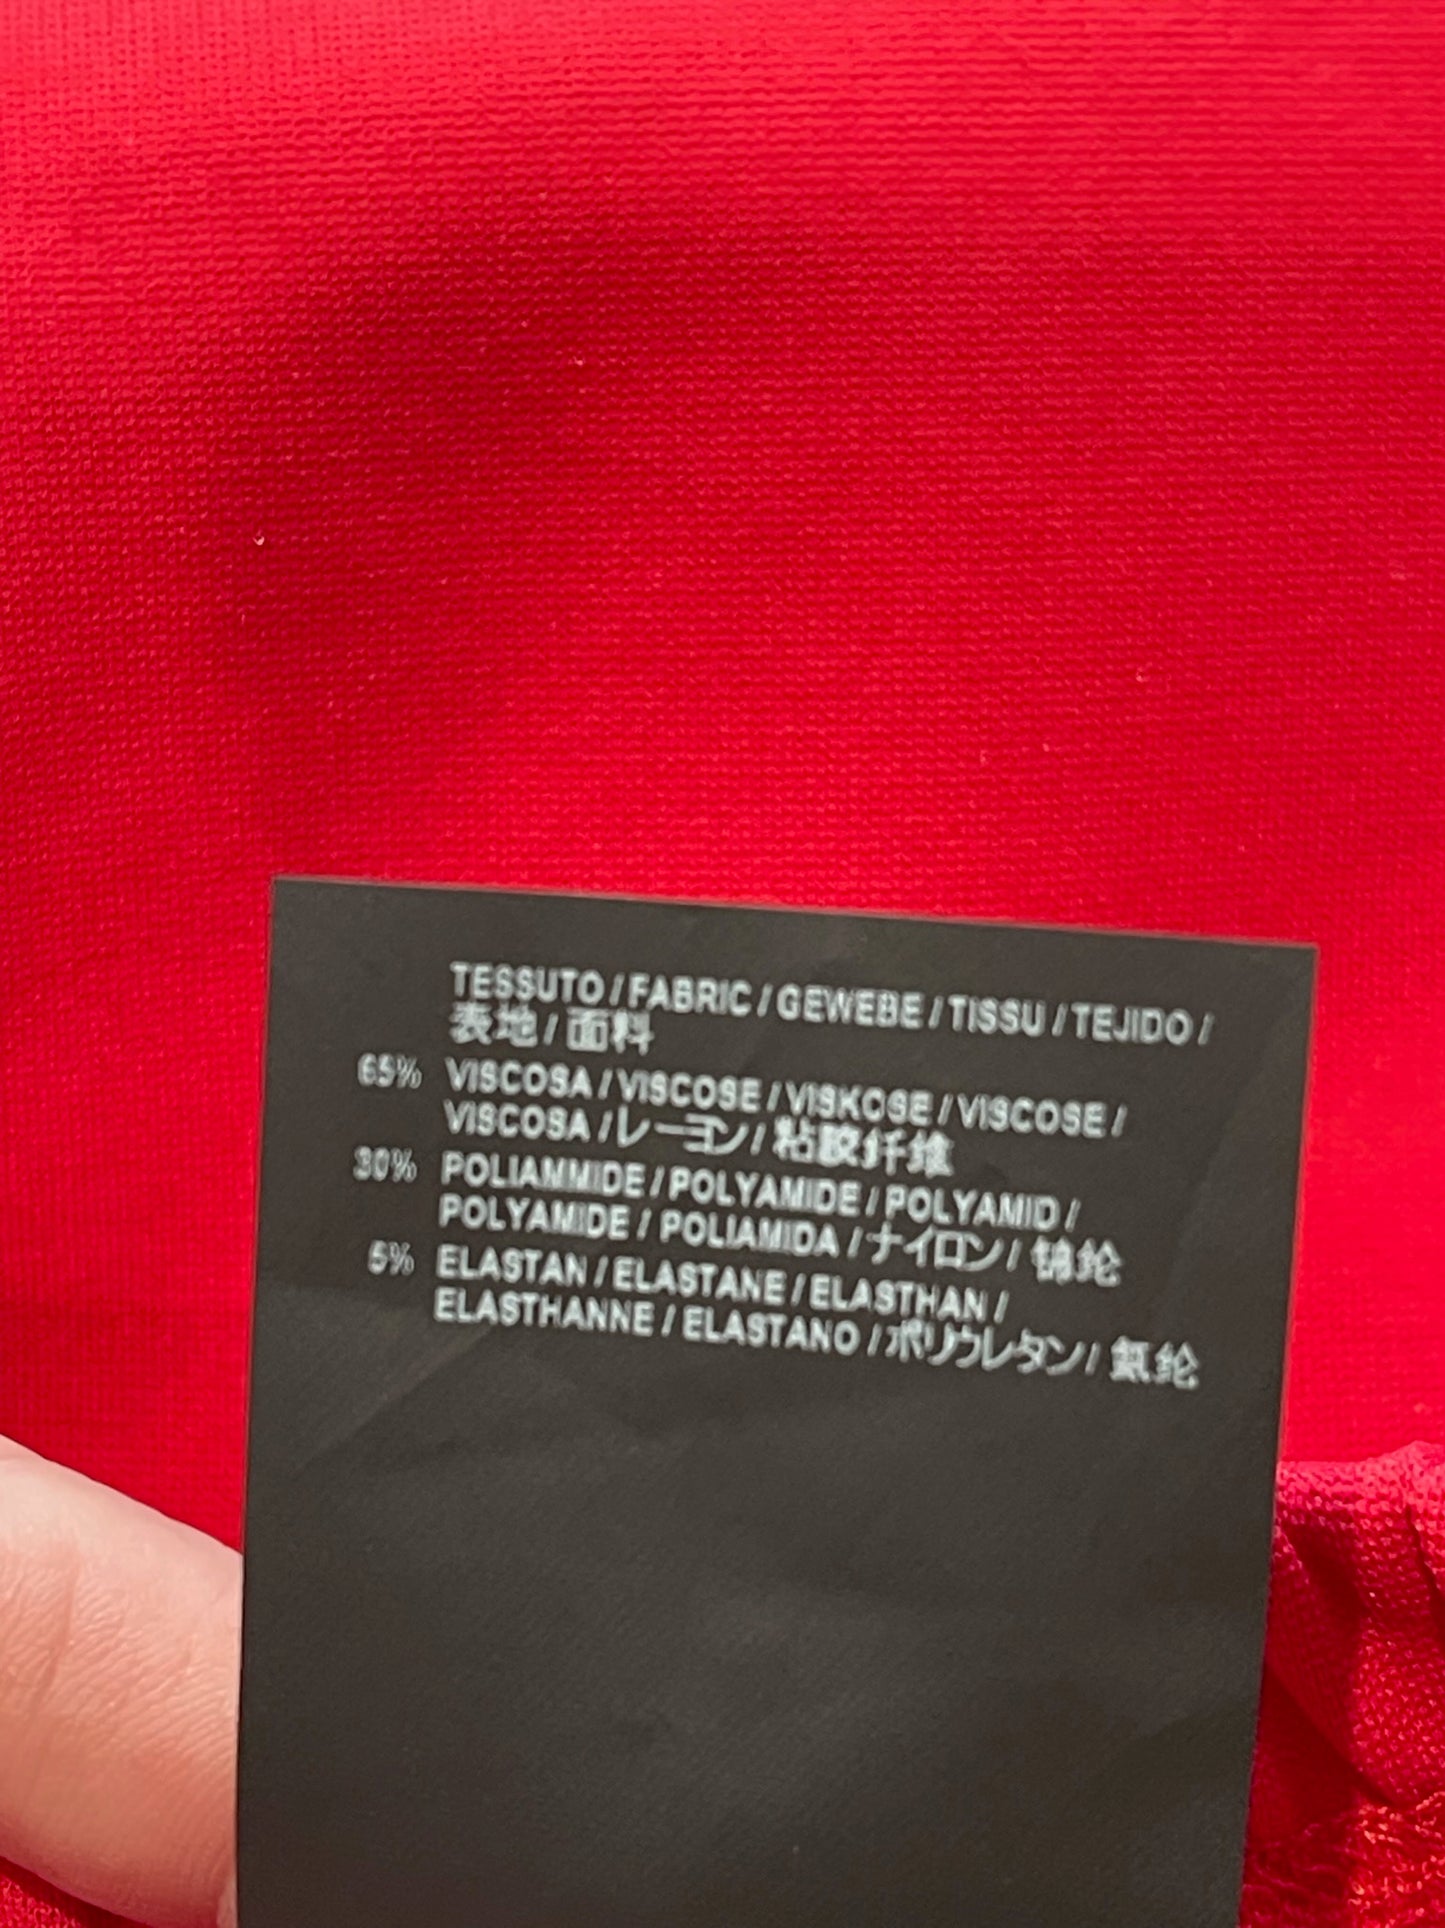 TESSUTO / FABRIC / GEWEBE / TISSU / TEJIDO /
表地 / 面料
65% VISCOSA / VISCOSE / VISKOSE / VISCOSE /
VISCOSA / レーヨン / 粘胶纤维
30% POLIAMMIDE / POLYAMIDE / POLYAMID /
POLYAMIDE / POLIAMIDA / ナイロン / 锦纶
5% ELASTAN / ELASTANE / ELASTHAN /
ELASTHANNE / ELASTANO / ポリウレタン / 氨纶